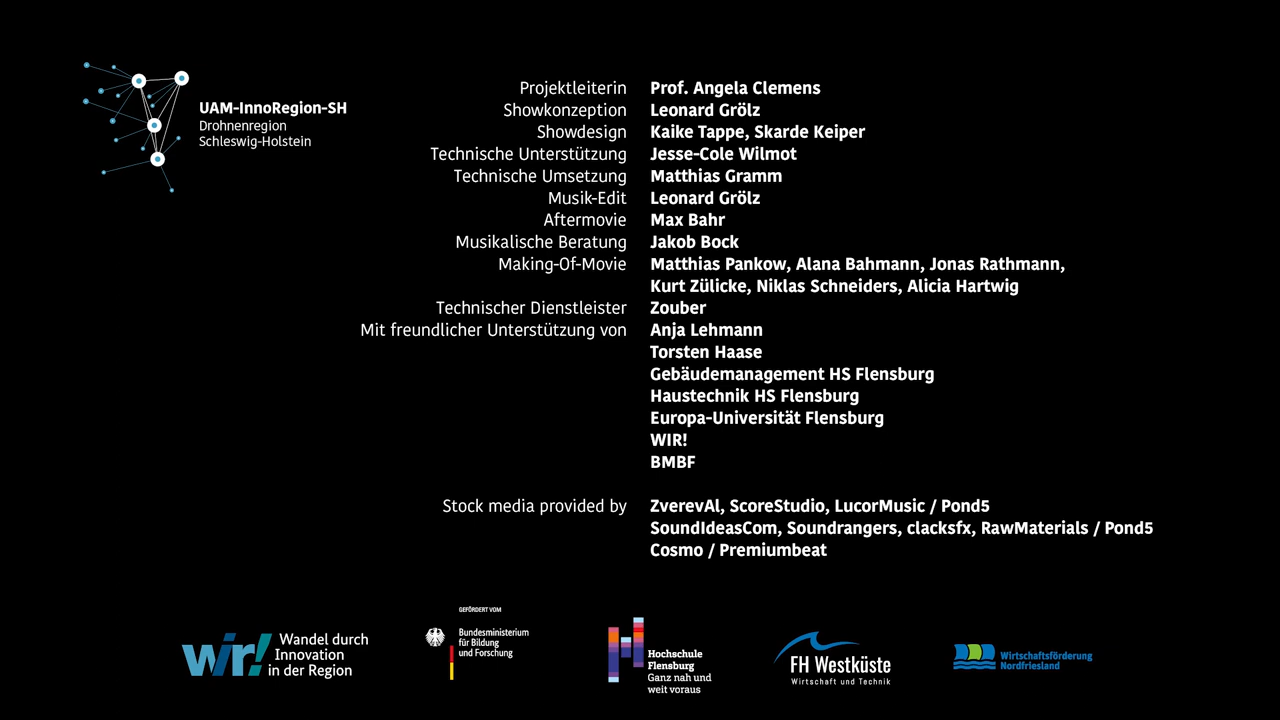 UAM-InnoRegion-SH
Drohnenregion
Schleswig-Holstein
Projektleiterin Prof. Angela Clemens
Showkonzeption Leonard Grölz
Showdesign Kaike Tappe, Skarde Keiper
Technische Unterstützung Jesse-Cole Wilmot
Technische Umsetzung Matthias Gramm
Musik-Edit Leonard Grölz
Aftermovie Max Bahr
Musikalische Beratung Jakob Bock
Making-Of-Movie Matthias Pankow, Alana Bahmann, Jonas Rathmann,
Kurt Zülicke, Niklas Schneiders, Alicia Hartwig
Technischer Dienstleister Zouber
Mit freundlicher Unterstützung von Anja Lehmann
Torsten Haase
Gebäudemanagement HS Flensburg
Haustechnik HS Flensburg
Europa-Universität Flensburg
WIR!
BMBF
Stock media provided by ZverevAl, ScoreStudio, LucorMusic / Pond5
SoundIdeasCom, Soundrangers, clacksfx, RawMaterials / Pond5
Cosmo / Premiumbeat
wir!
Wandel durch
Innovation
in der Region
GEFÖRDERT VOM
Bundesministerium
für Bildung
und Forschung
Hochschule
Flensburg
Ganz nah und
weit voraus
FH Westküste
Wirtschaft und Technik
Wirtschaftsförderung
Nordfriesland